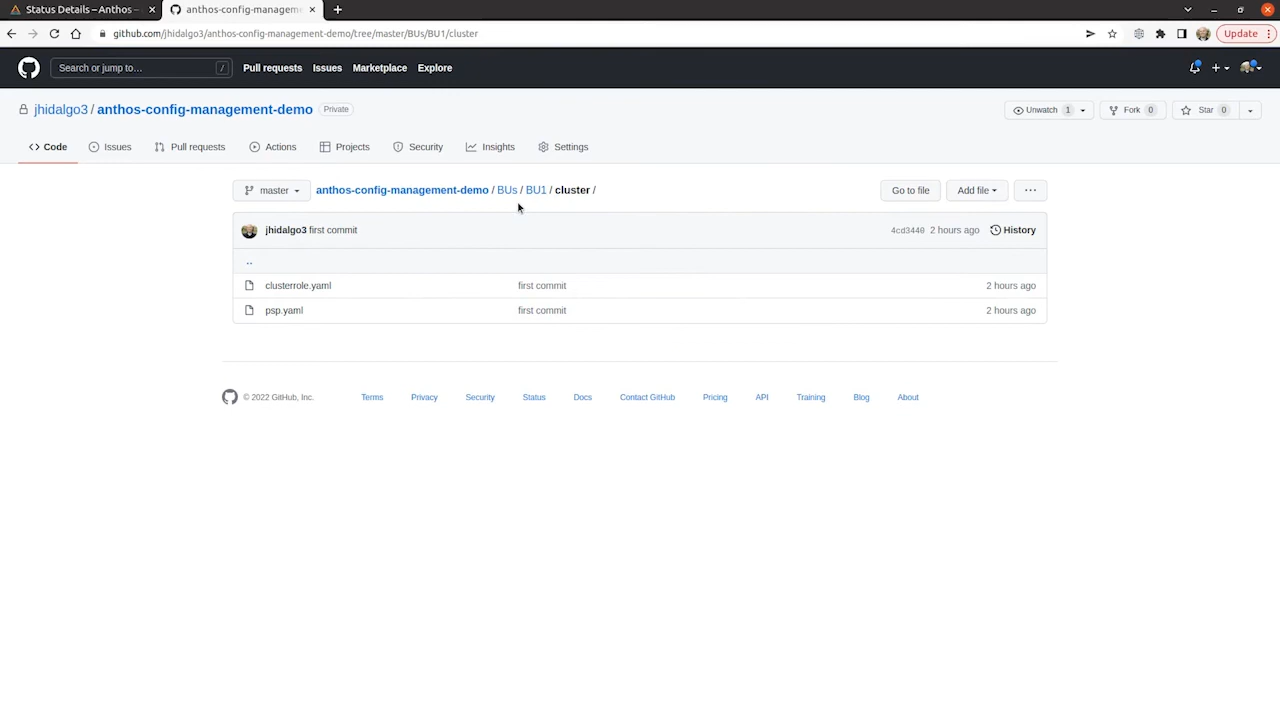 Status Details – Anthos –
anthos-config-manageme
github.com/jhidalgo3/anthos-config-management-demo/tree/master/BUs/BU1/cluster
Update
Search or jump to… /
Pull requests Issues Marketplace Explore
jhidalgo3 / anthos-config-management-demo Private
Unwatch 1 Fork 0 Star 0
Code Issues Pull requests Actions Projects Security Insights Settings
master anthos-config-management-demo / BUs / BU1 / cluster / Go to file Add file ···
jhidalgo3 first commit 4cd3440 2 hours ago History
..
clusterrole.yaml first commit 2 hours ago
psp.yaml first commit 2 hours ago
© 2022 GitHub, Inc. Terms Privacy Security Status Docs Contact GitHub Pricing API Training Blog About